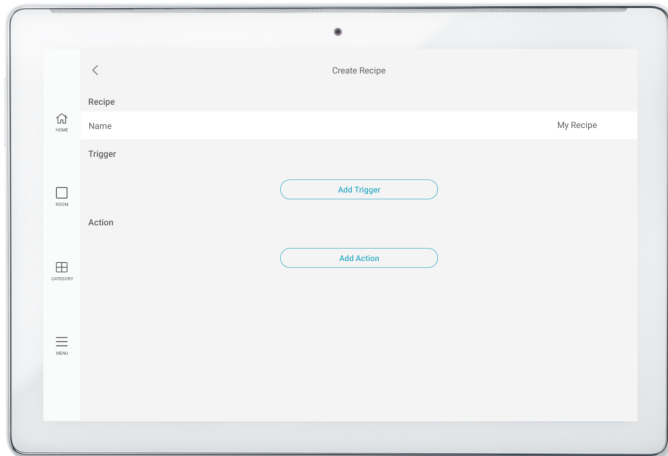 Create Recipe
Recipe
Name My Recipe
Trigger
Add Trigger
Action
Add Action
HOME
ROOM
CATEGORY
MENU